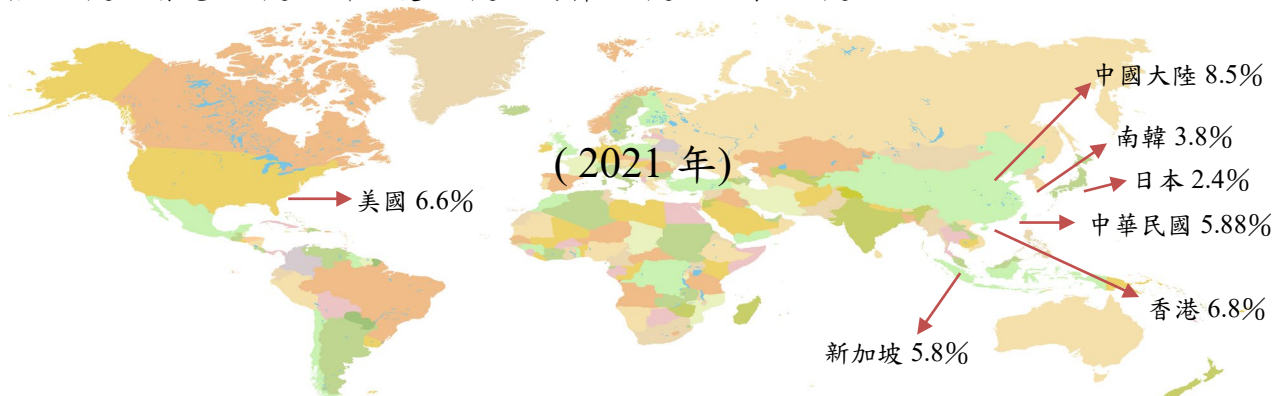 中國大陸 8.5%
南韓 3.8%
( 2021 年)
日本 2.4%
美國 6.6%
中華民國 5.88%
香港 6.8%
新加坡 5.8%